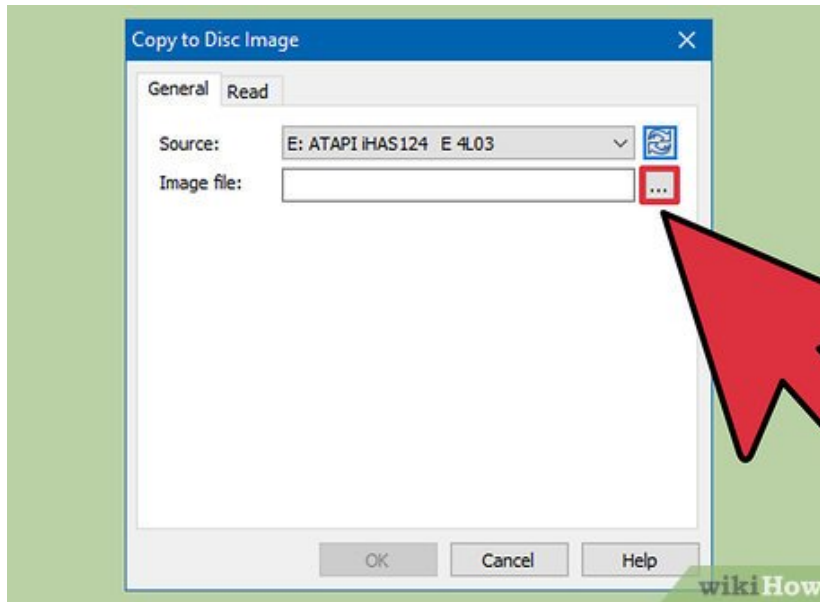 Copy to Disc Image
General Read
Source: E: ATAPI iHAS124 E 4L03
Image file: ...
OK Cancel Help
wikiHow